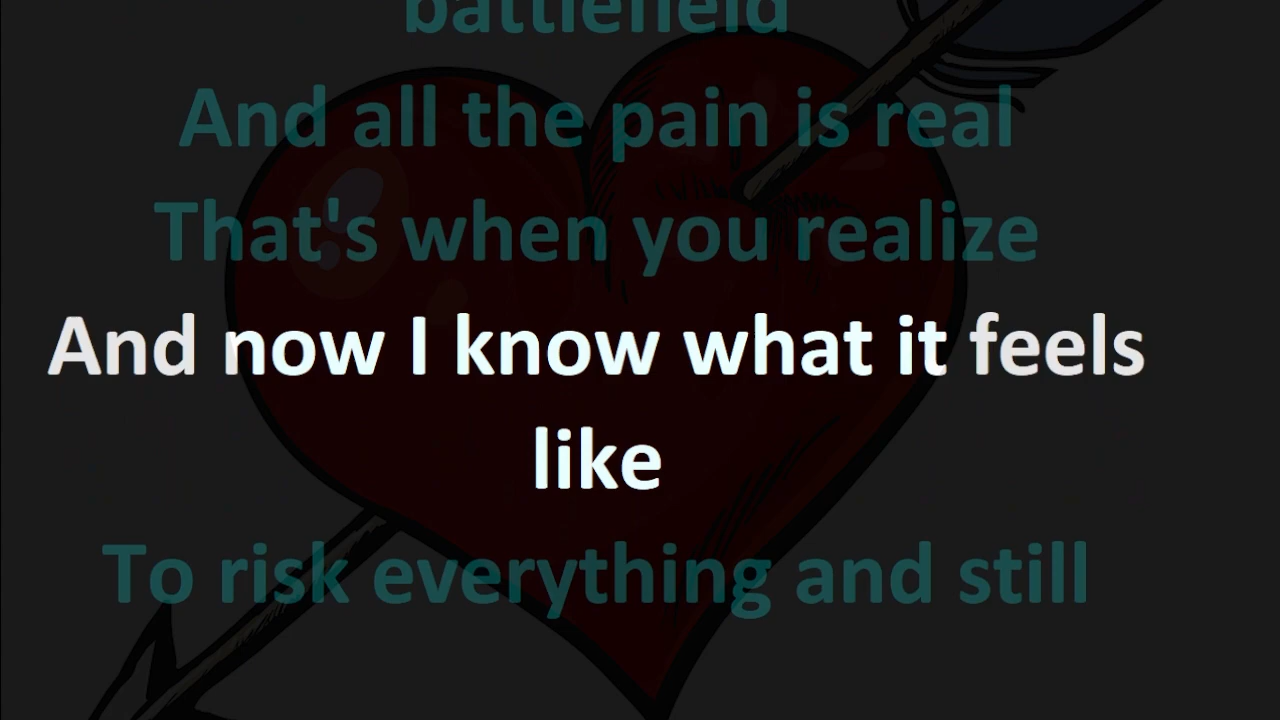 battlefield
And all the pain is real
That's when you realize
And now I know what it feels
like
To risk everything and still